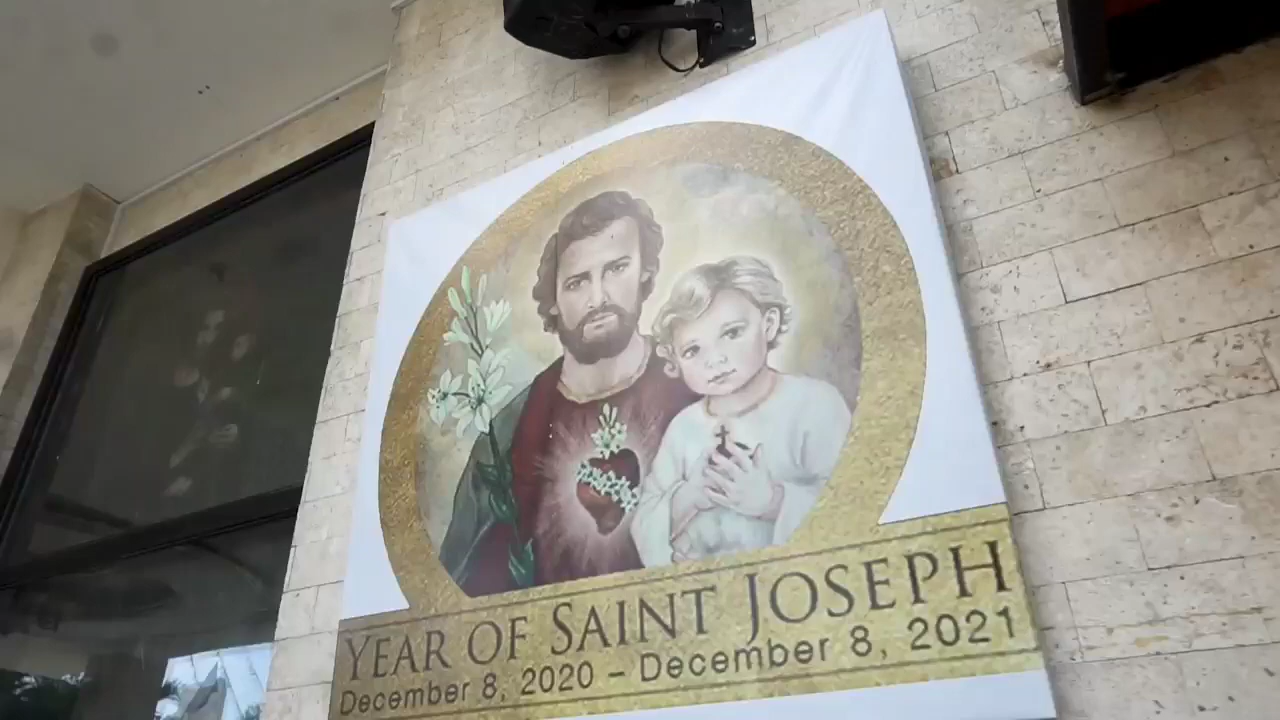 YEAR OF SAINT JOSEPH
December 8, 2020 – December 8, 2021